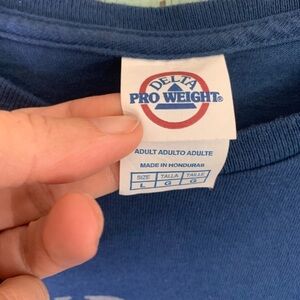 DELTA
PRO WEIGHT®
ADULT ADULTO ADULTE
MADE IN HONDURAS
SIZE TALLA TAILLE
L G G